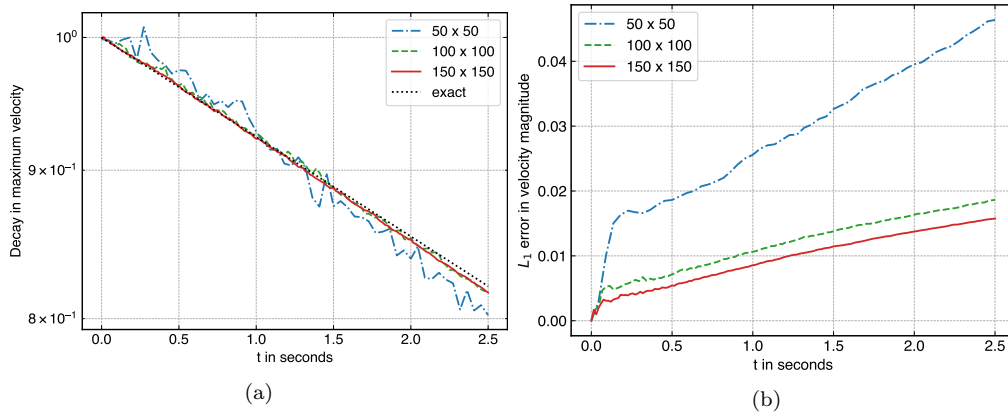 10⁰
9 × 10⁻¹
8 × 10⁻¹
Decay in maximum velocity
50 x 50
100 x 100
150 x 150
exact
0.0 0.5 1.0 1.5 2.0 2.5
t in seconds
(a)
0.04
0.03
0.02
0.01
0.00
L₁ error in velocity magnitude
50 x 50
100 x 100
150 x 150
0.0 0.5 1.0 1.5 2.0 2.5
t in seconds
(b)